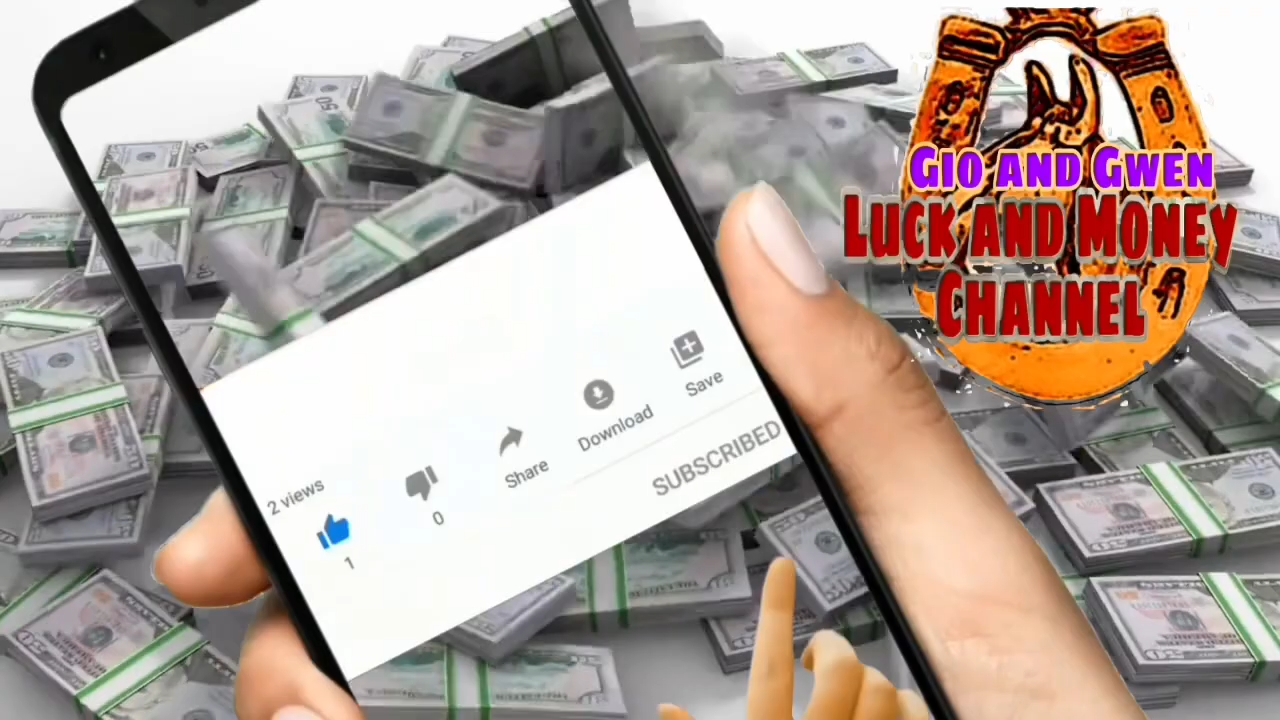 Gio and Gwen
Luck and Money
Channel
Save
Download
Share
SUBSCRIBED
2 views
0
1